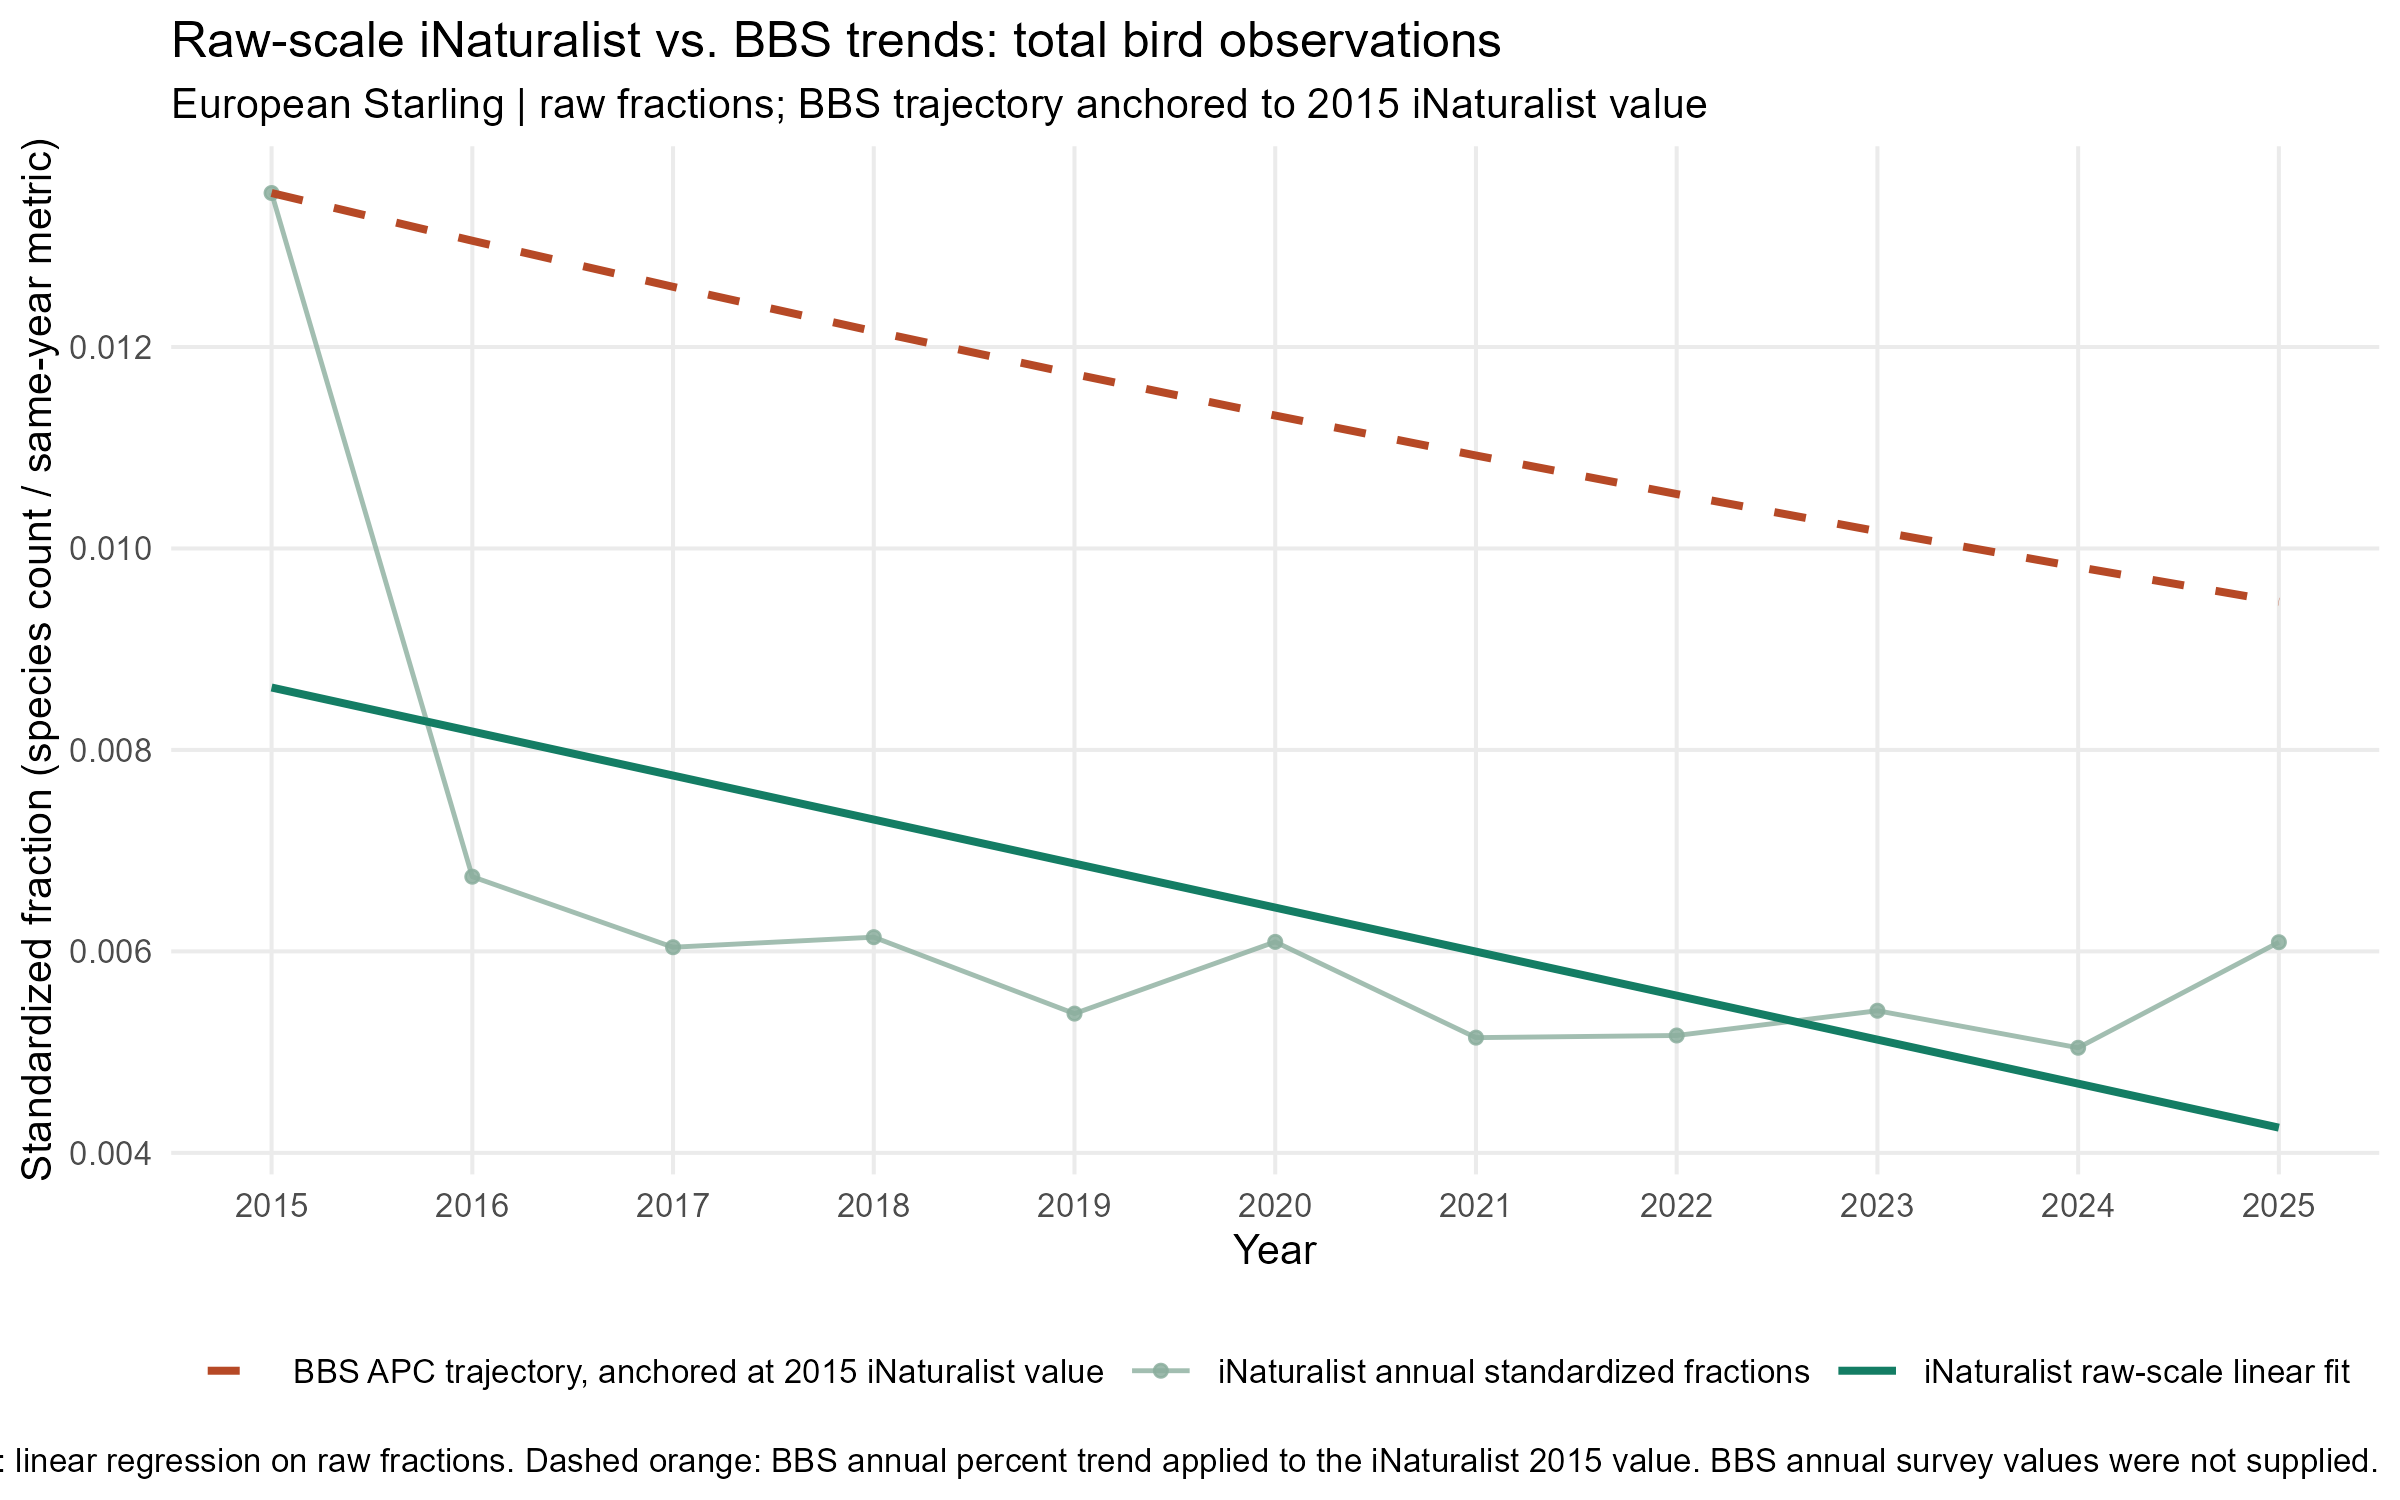 Raw-scale iNaturalist vs. BBS trends: total bird observations
European Starling | raw fractions; BBS trajectory anchored to 2015 iNaturalist value
Standardized fraction (species count / same-year metric)
0.012
0.010
0.008
0.006
0.004
2015 2016 2017 2018 2019 2020 2021 2022 2023 2024 2025
Year
BBS APC trajectory, anchored at 2015 iNaturalist value iNaturalist annual standardized fractions iNaturalist raw-scale linear fit
: linear regression on raw fractions. Dashed orange: BBS annual percent trend applied to the iNaturalist 2015 value. BBS annual survey values were not supplied.